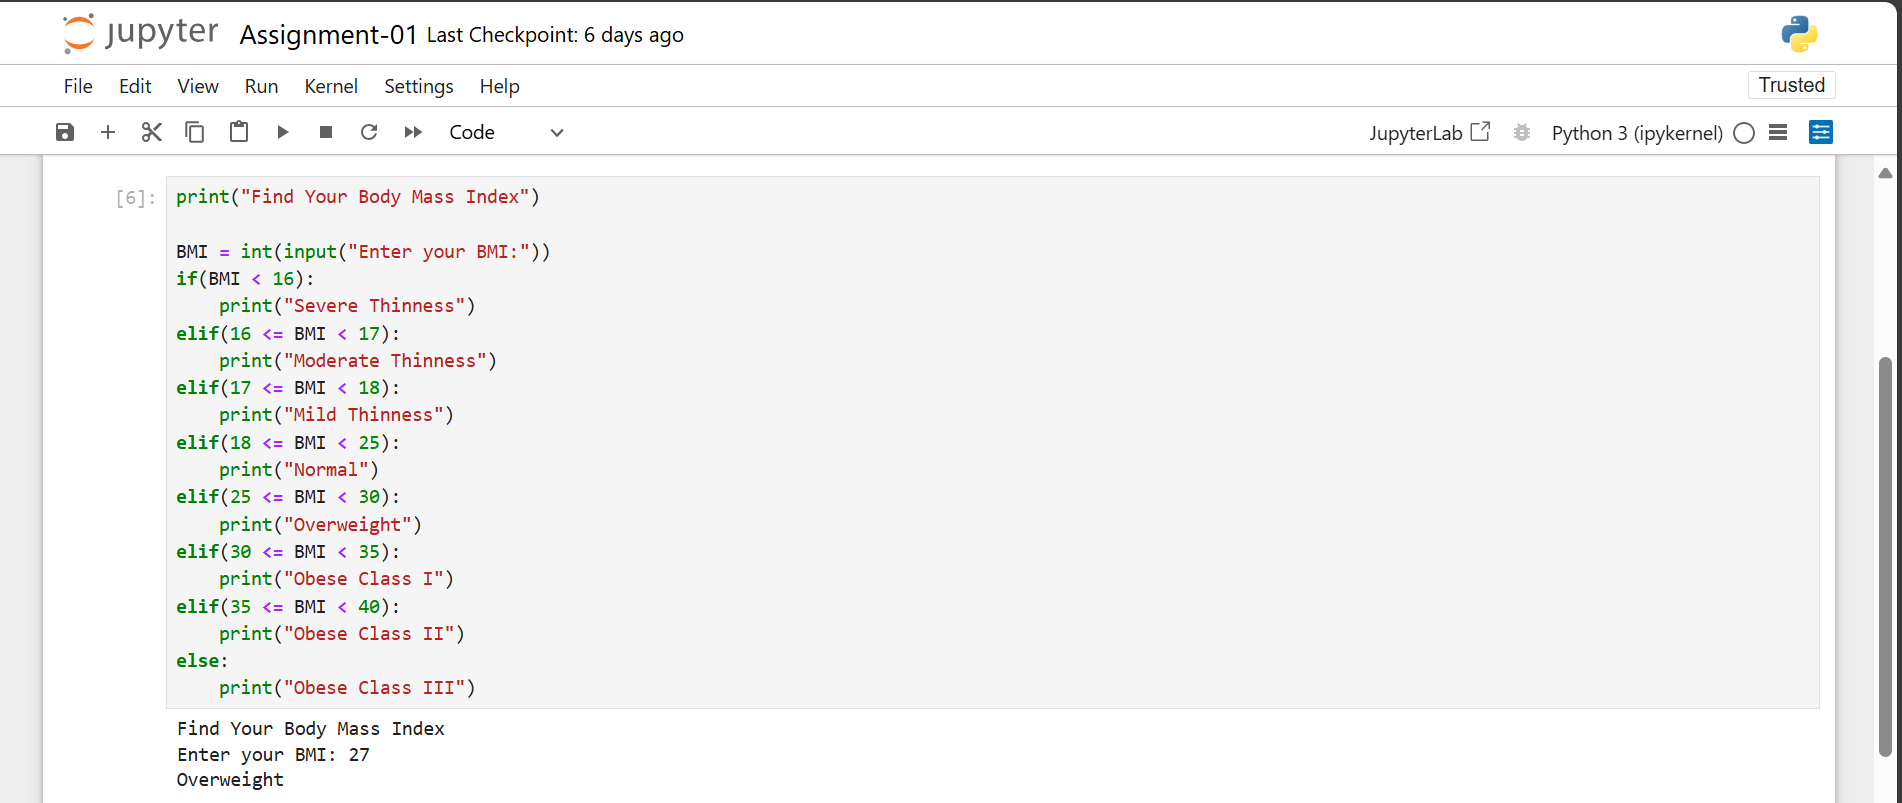 jupyter Assignment-01 Last Checkpoint: 6 days ago
File Edit View Run Kernel Settings Help Trusted
Code JupyterLab Python 3 (ipykernel)
[6]: print("Find Your Body Mass Index")
BMI = int(input("Enter your BMI:"))
if(BMI < 16):
    print("Severe Thinness")
elif(16 <= BMI < 17):
    print("Moderate Thinness")
elif(17 <= BMI < 18):
    print("Mild Thinness")
elif(18 <= BMI < 25):
    print("Normal")
elif(25 <= BMI < 30):
    print("Overweight")
elif(30 <= BMI < 35):
    print("Obese Class I")
elif(35 <= BMI < 40):
    print("Obese Class II")
else:
    print("Obese Class III")
Find Your Body Mass Index
Enter your BMI: 27
Overweight